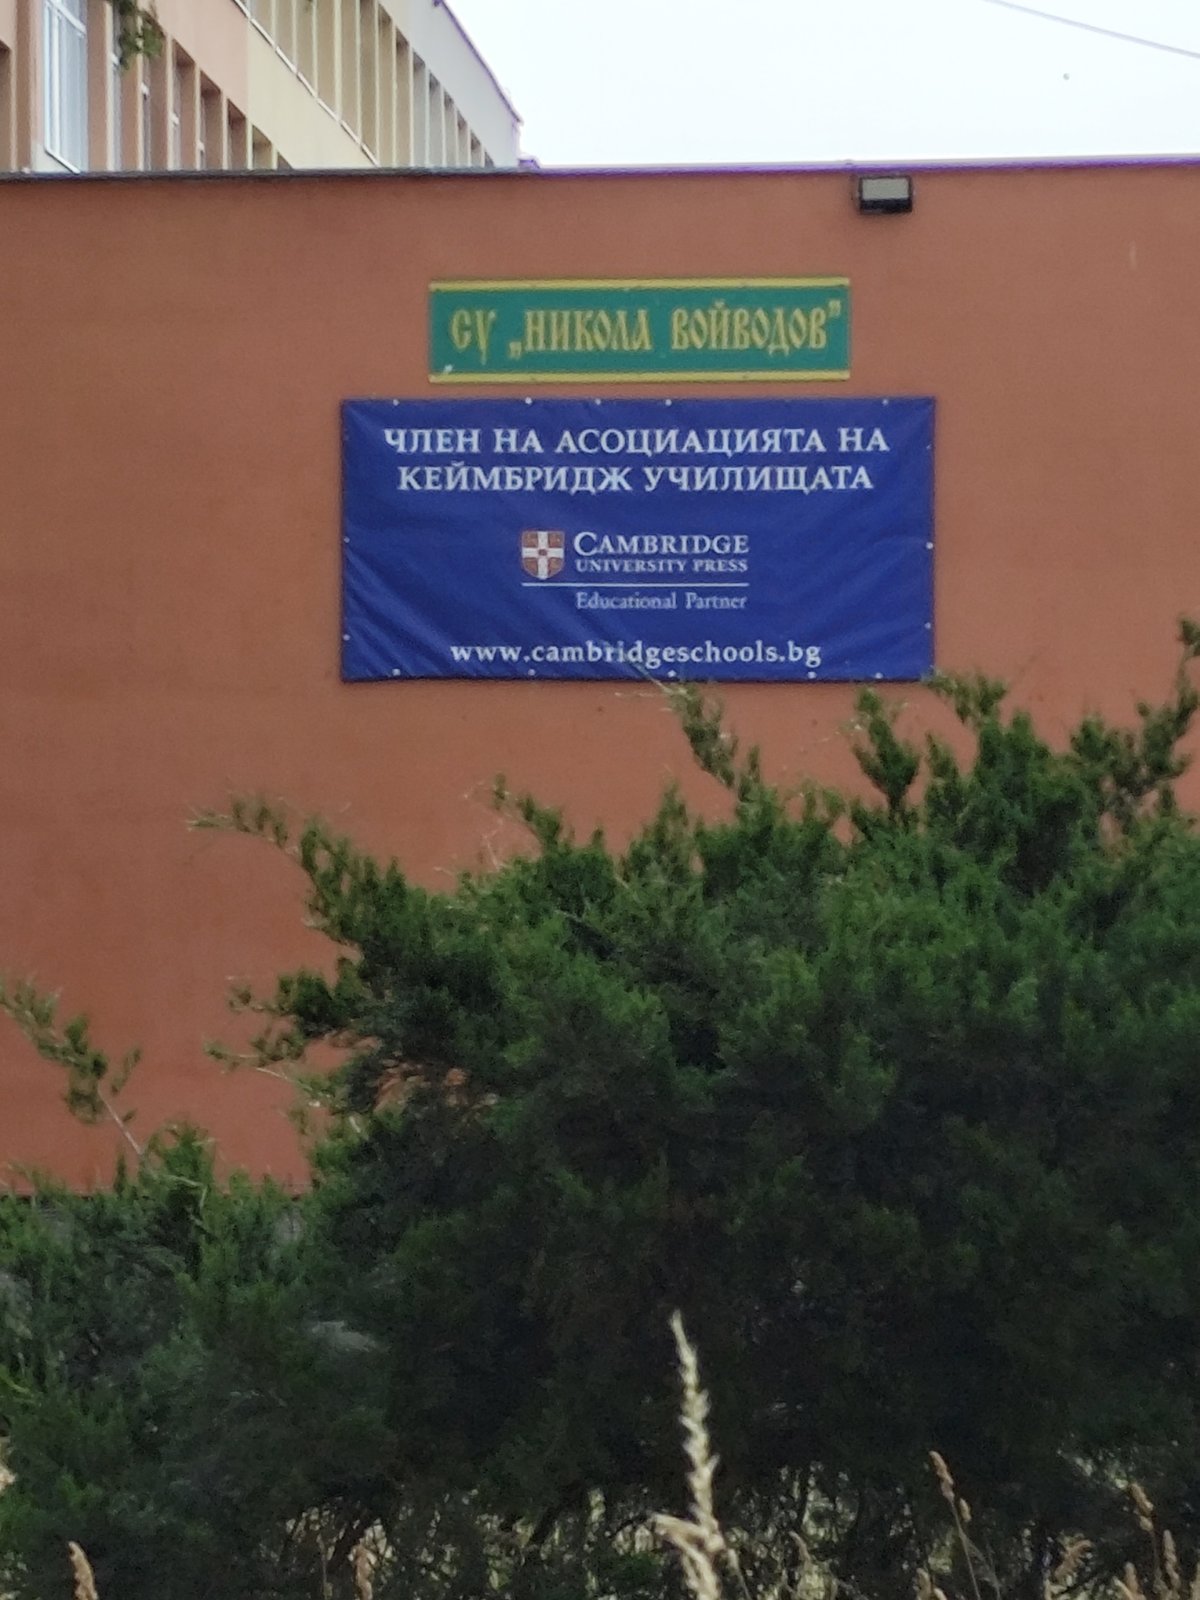 СУ „НИКОЛА ВОЙВОДОВ”
ЧЛЕН НА АСОЦИАЦИЯТА НА
КЕЙМБРИДЖ УЧИЛИЩАТА
CAMBRIDGE
UNIVERSITY PRESS
Educational Partner
www.cambridgeschools.bg